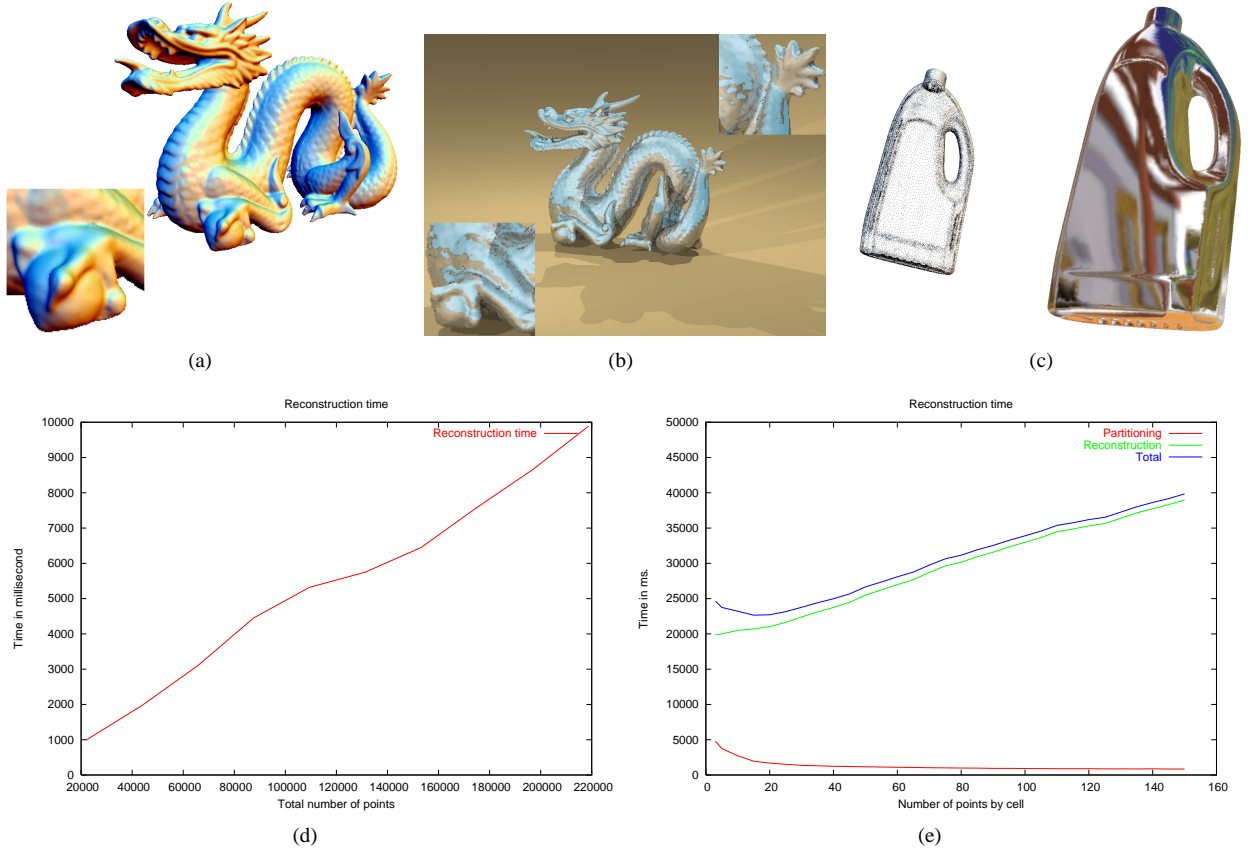 (a)
(b)
(c)
Reconstruction time
Time in millisecond
10000
9000
8000
7000
6000
5000
4000
3000
2000
1000
0
Reconstruction time
20000 40000 60000 80000 100000 120000 140000 160000 180000 200000 220000
Total number of points
(d)
Reconstruction time
Time in ms.
50000
45000
40000
35000
30000
25000
20000
15000
10000
5000
0
Partitioning
Reconstruction
Total
0 20 40 60 80 100 120 140 160
Number of points by cell
(e)